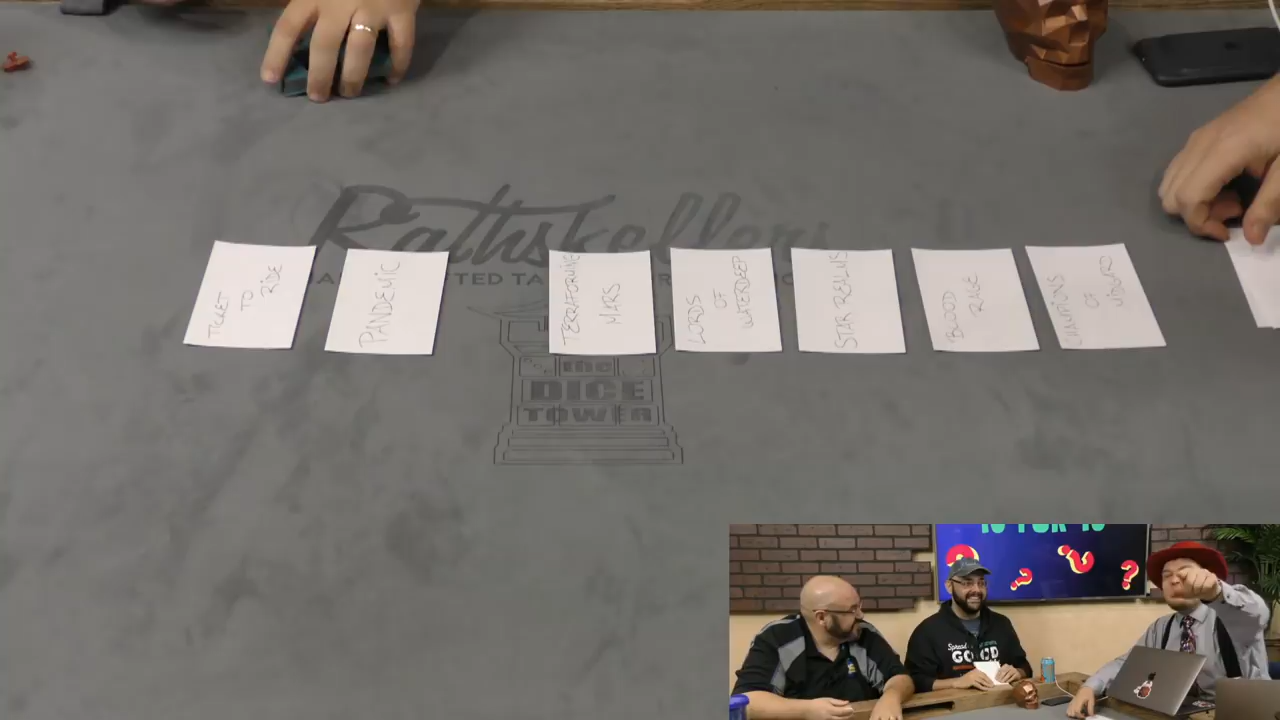 Rathskellers
TICKET
TO
RIDE
PANDEMIC
TERRAFORMING
MARS
LORDS
OF
WATERDEEP
STAR REALMS
BLOOD
RAGE
CHAMPIONS
OF
MIDGARD
the
DICE
TOWER
10 FOR 10
? ? ?
Spread
GOOD